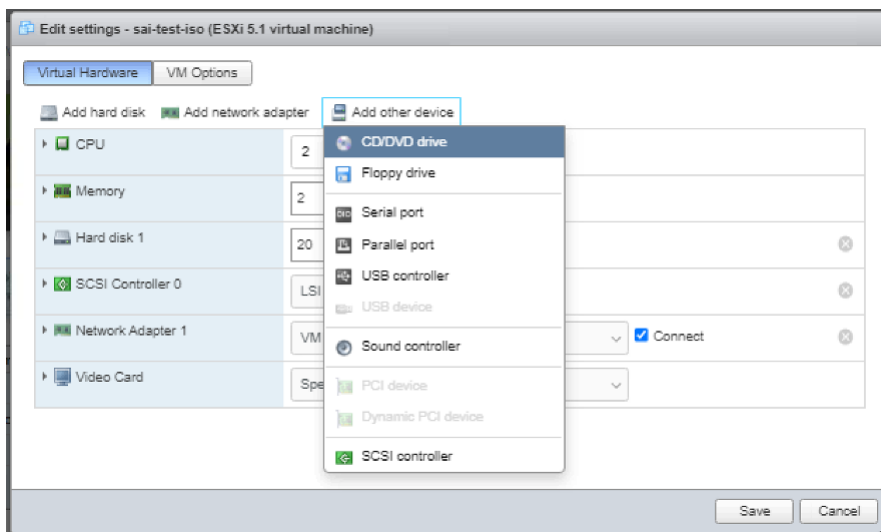 Edit settings - sai-test-iso (ESXi 5.1 virtual machine)
Virtual Hardware VM Options
Add hard disk Add network adapter Add other device
CPU 2
CD/DVD drive
Floppy drive
Memory 2
Serial port
Parallel port
Hard disk 1 20
USB controller
SCSI Controller 0 LSI
USB device
Network Adapter 1 VM Connect
Sound controller
Video Card Spe
PCI device
Dynamic PCI device
SCSI controller
Save Cancel